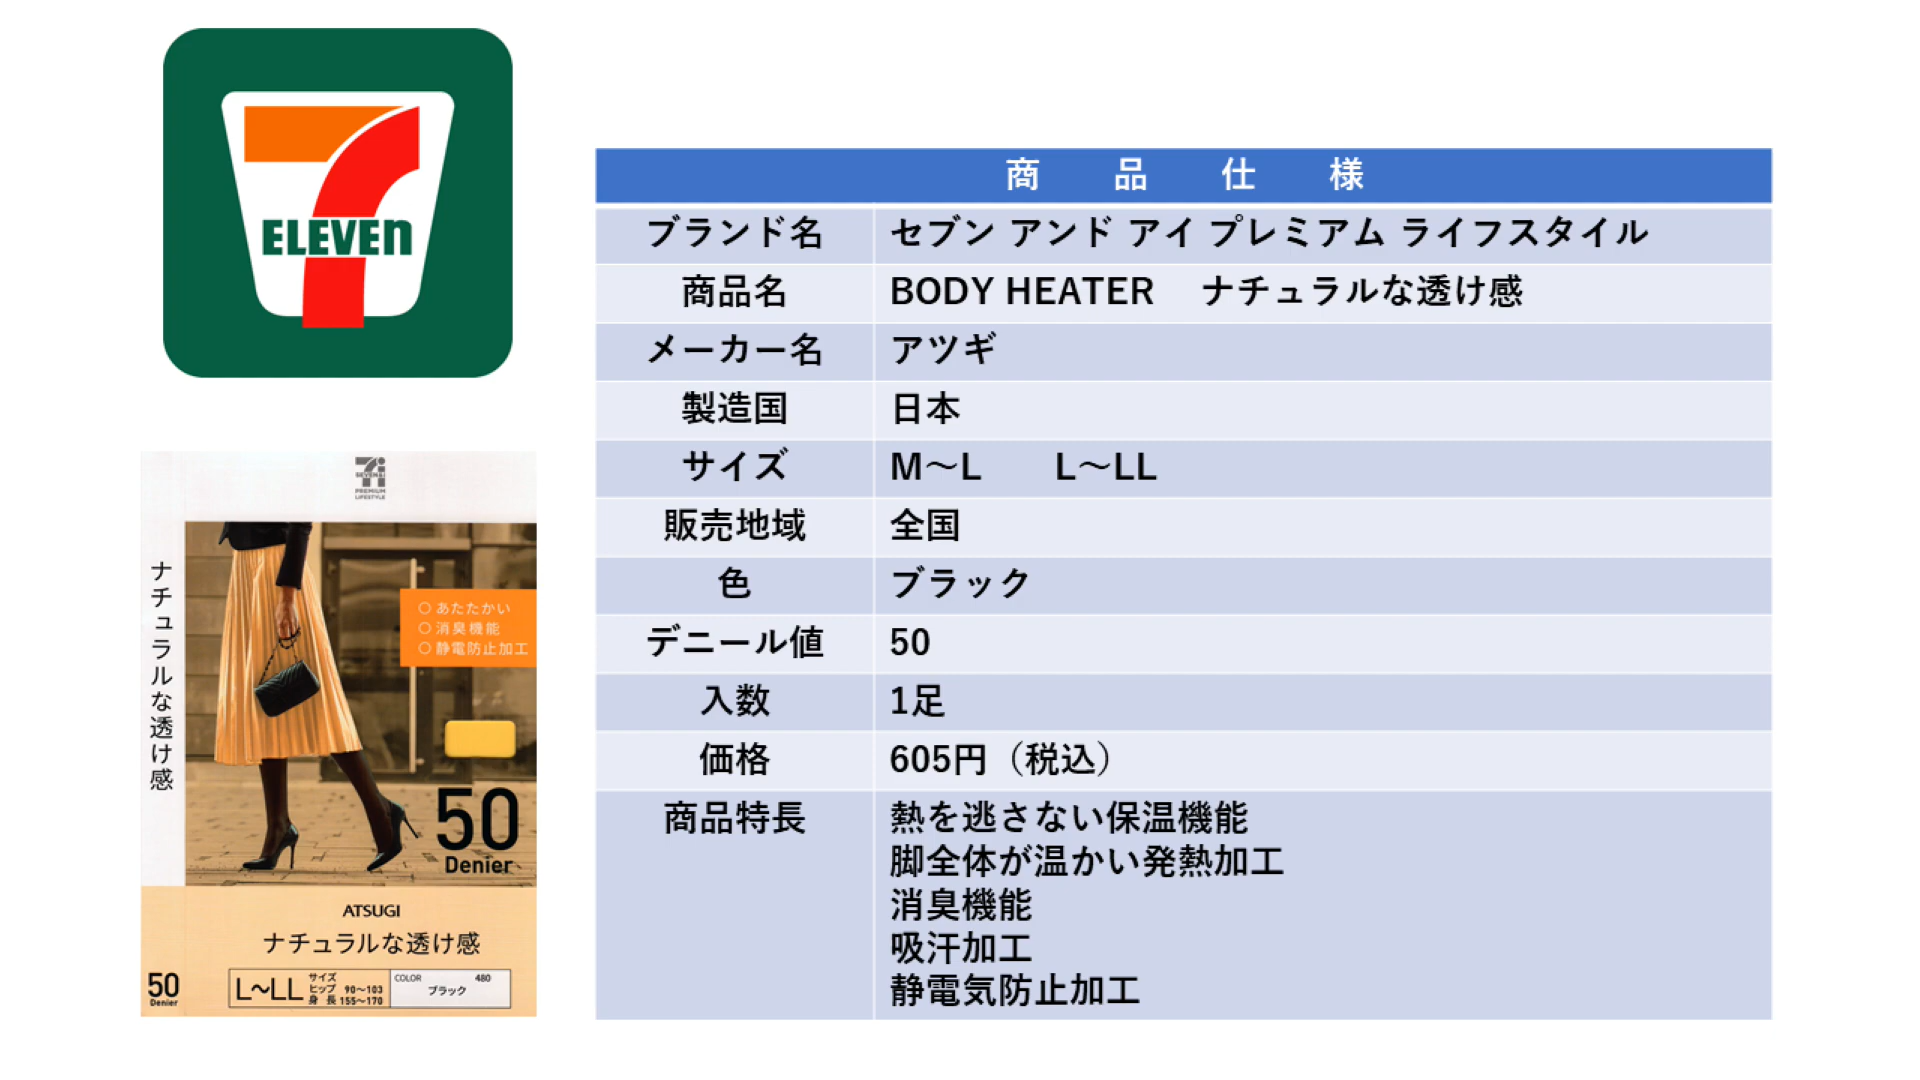 ELEVEn
商品仕様
ブランド名 セブン アンド アイ プレミアム ライフスタイル
商品名 BODY HEATER ナチュラルな透け感
メーカー名 アツギ
製造国 日本
サイズ M～L L～LL
販売地域 全国
色 ブラック
デニール値 50
入数 1足
価格 605円（税込）
商品特長 熱を逃さない保温機能
脚全体が温かい発熱加工
消臭機能
吸汗加工
静電気防止加工
SEVEN&i
PREMIUM
LIFESTYLE
ナチュラルな透け感
○あたたかい
○消臭機能
○静電防止加工
50
Denier
ATSUGI
ナチュラルな透け感
50
Denier
L～LL
サイズ
ヒップ 90～103
身長 155～170
COLOR 480
ブラック